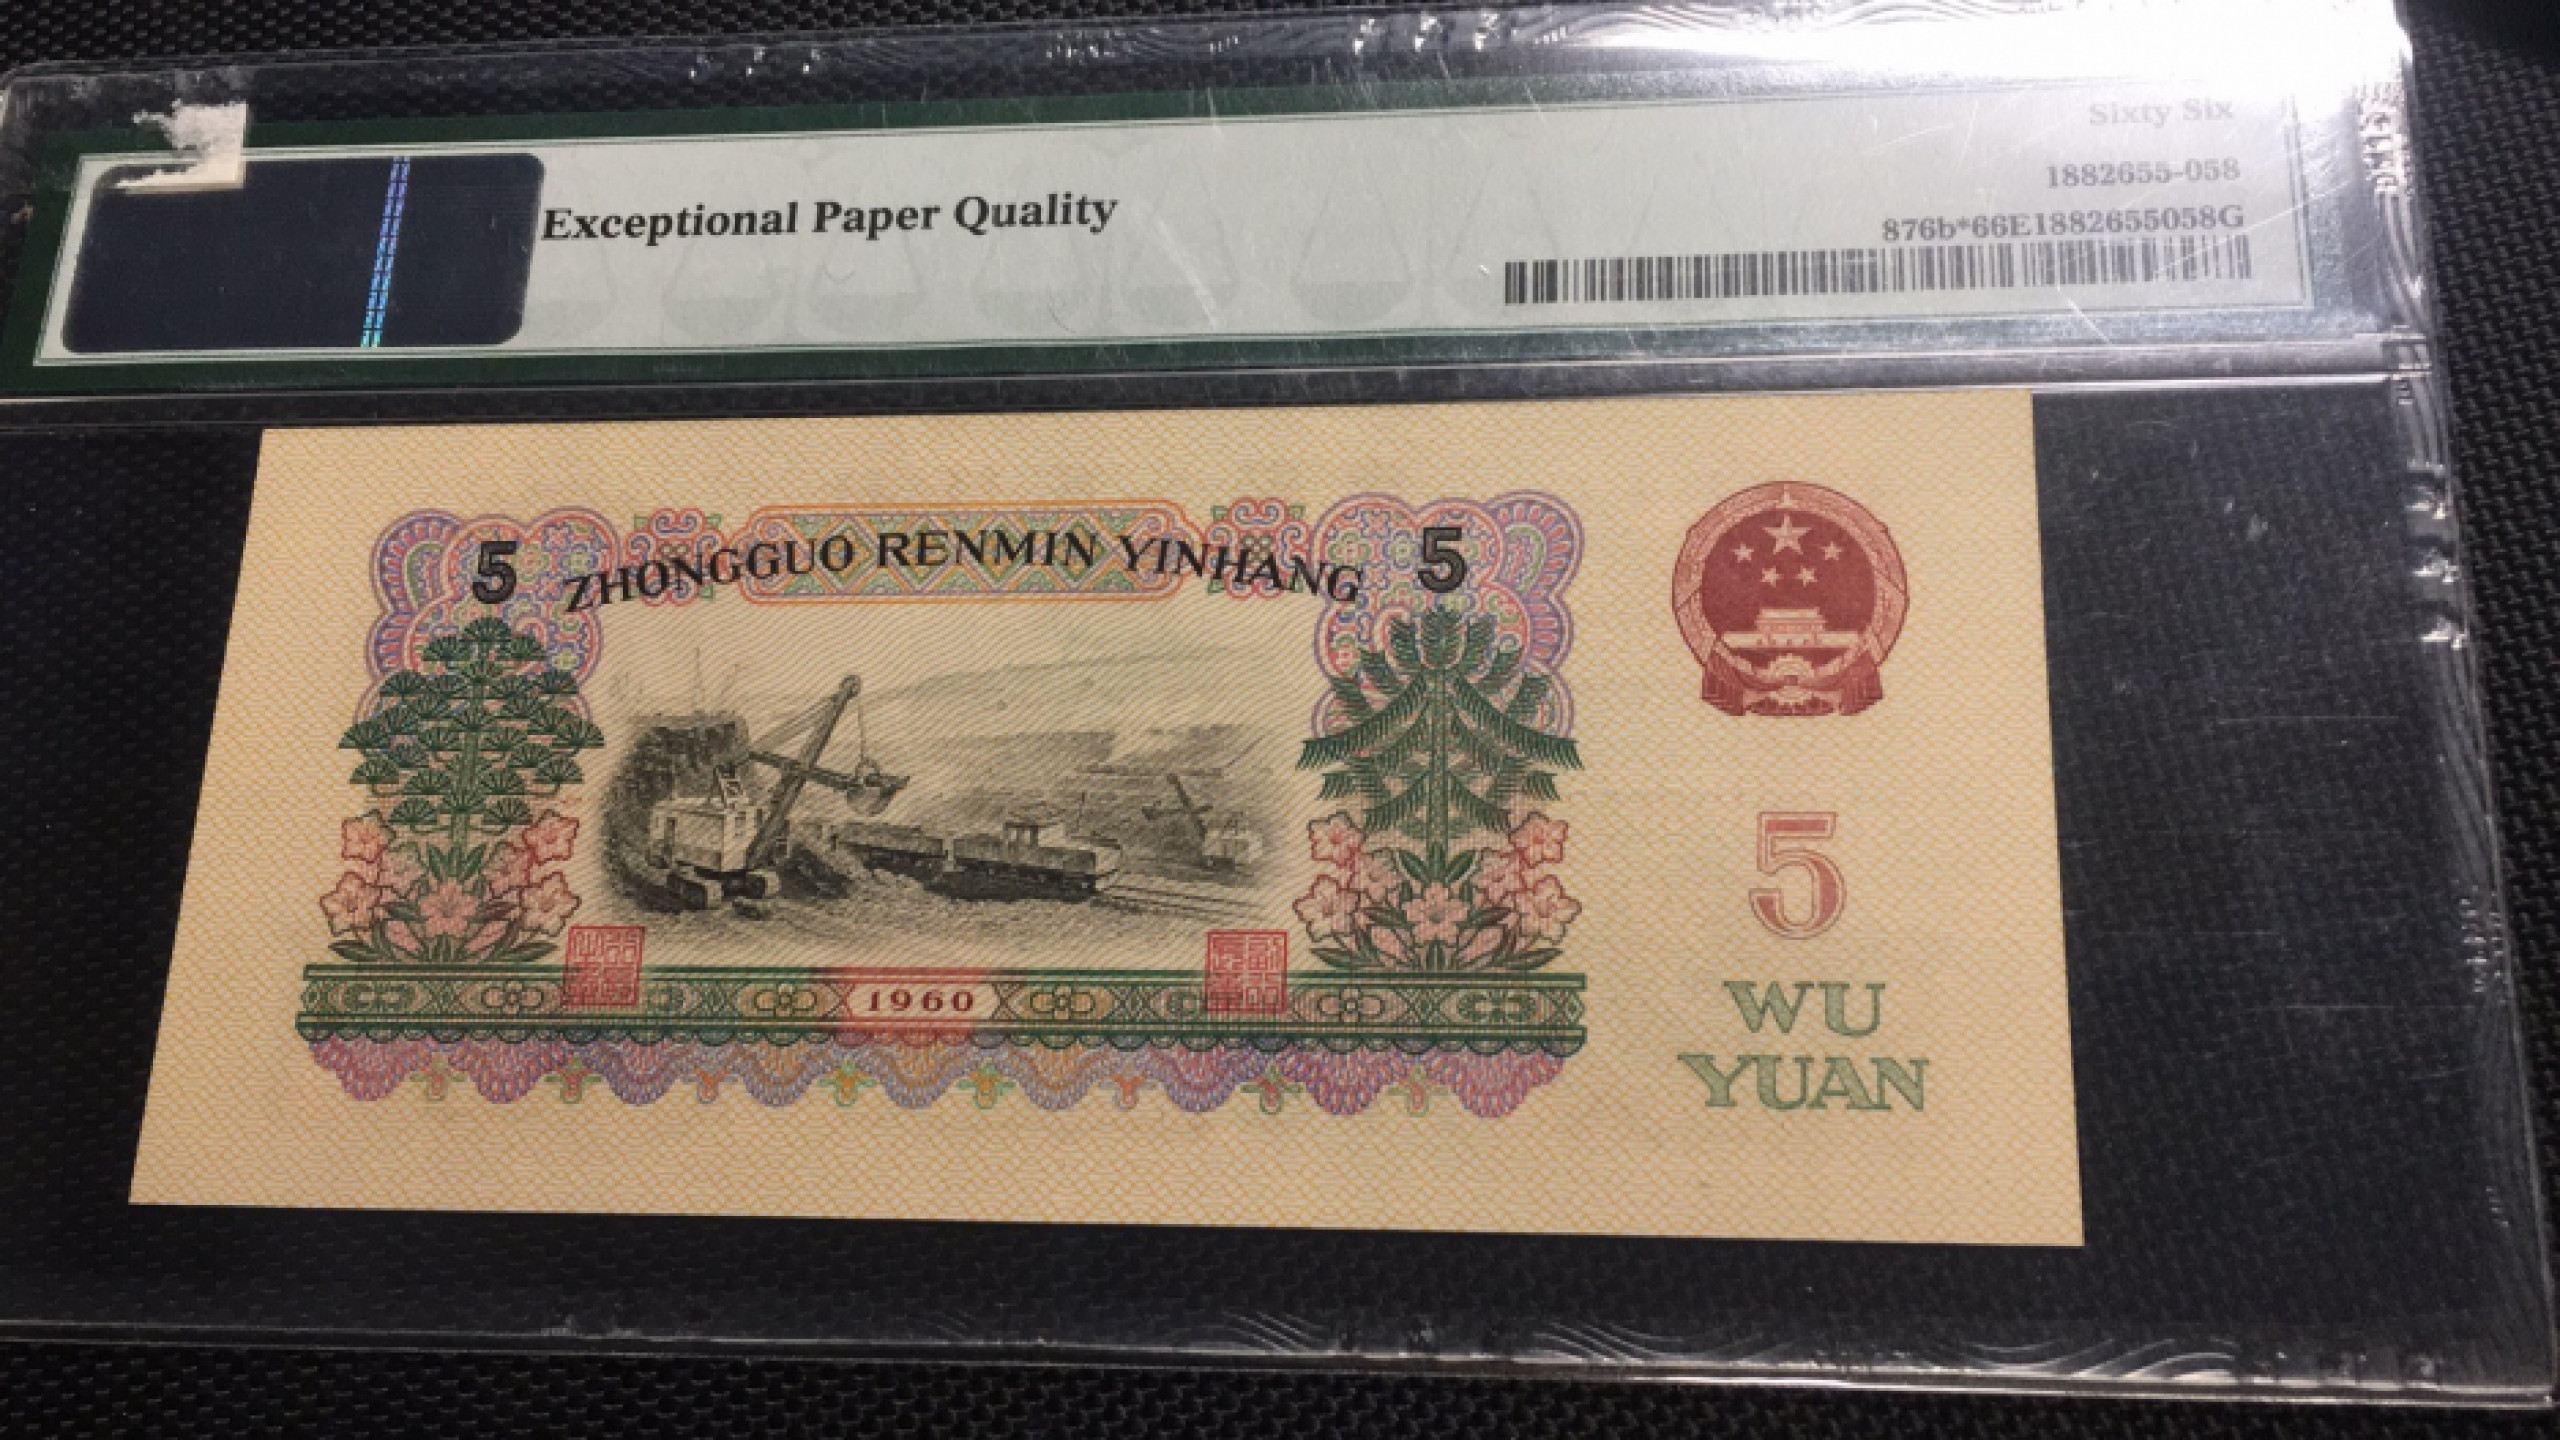 Sixty Six
1882655-058
Exceptional Paper Quality
876b*66E1882655058G
5 ZHONGGUO RENMIN YINHANG 5
5
1960
WU
YUAN